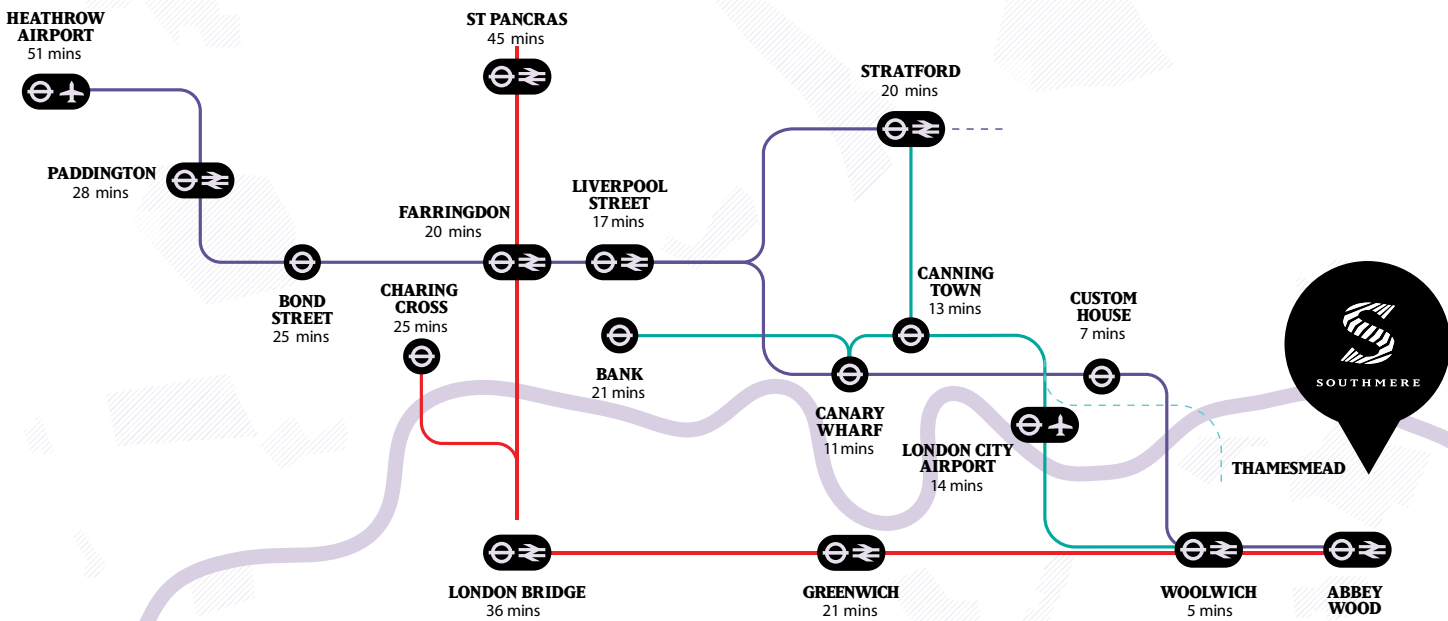 HEATHROW
AIRPORT
51 mins
ST PANCRAS
45 mins
STRATFORD
20 mins
PADDINGTON
28 mins
LIVERPOOL
STREET
17 mins
FARRINGDON
20 mins
CANNING
TOWN
13 mins
CHARING
CROSS
25 mins
BOND
STREET
25 mins
CUSTOM
HOUSE
7 mins
S
SOUTHMERE
BANK
21 mins
CANARY
WHARF
11 mins
LONDON CITY
AIRPORT
14 mins
THAMESMEAD
LONDON BRIDGE
36 mins
GREENWICH
21 mins
WOOLWICH
5 mins
ABBEY
WOOD